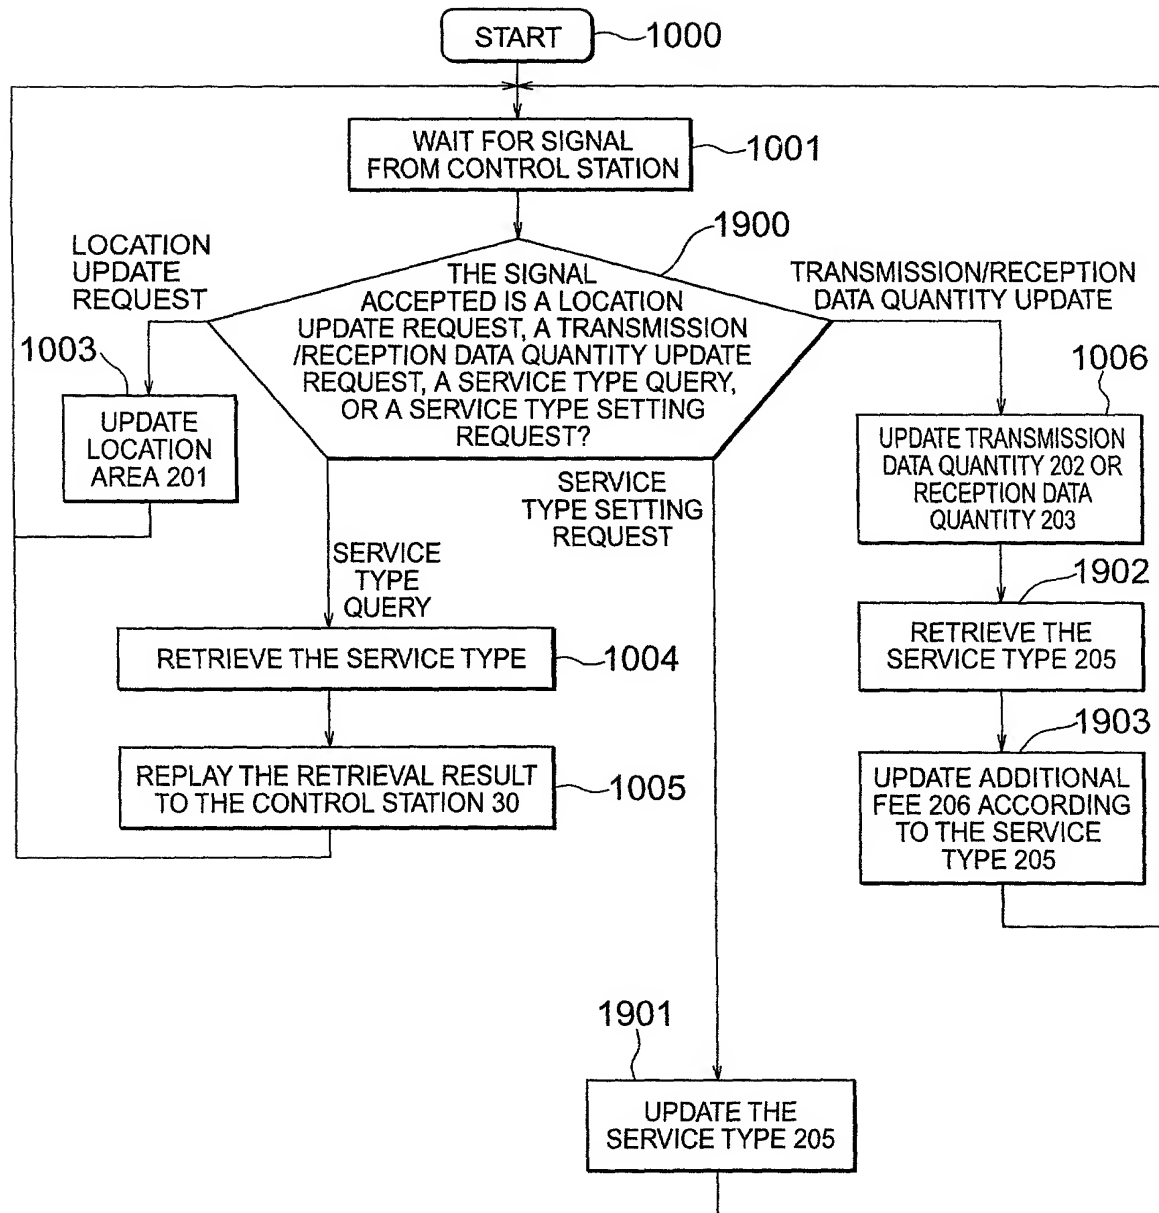 START
1000
WAIT FOR SIGNAL
FROM CONTROL STATION
1001
1900
LOCATION
UPDATE
REQUEST
THE SIGNAL
ACCEPTED IS A LOCATION
UPDATE REQUEST, A TRANSMISSION
/RECEPTION DATA QUANTITY UPDATE
REQUEST, A SERVICE TYPE QUERY,
OR A SERVICE TYPE SETTING
REQUEST?
TRANSMISSION/RECEPTION
DATA QUANTITY UPDATE
1003
UPDATE
LOCATION
AREA 201
1006
UPDATE TRANSMISSION
DATA QUANTITY 202 OR
RECEPTION DATA
QUANTITY 203
SERVICE
TYPE SETTING
REQUEST
SERVICE
TYPE
QUERY
1902
RETRIEVE THE
SERVICE TYPE 205
RETRIEVE THE SERVICE TYPE
1004
1903
UPDATE ADDITIONAL
FEE 206 ACCORDING
TO THE SERVICE
TYPE 205
REPLAY THE RETRIEVAL RESULT
TO THE CONTROL STATION 30
1005
1901
UPDATE THE
SERVICE TYPE 205